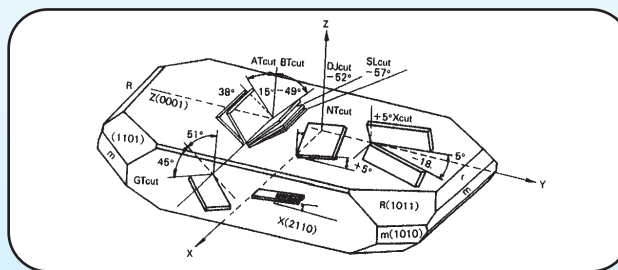 Z
ATcut BTcut
DJcut
-52°
SLcut
-57°
38°
15°
-49°
R
Z(0001)
NTcut
+5°Xcut
(1101)
51°
m
45°
+5°
-18.
5°
r
m
Y
GTcut
R(1011)
X(2110)
m(1010)
X